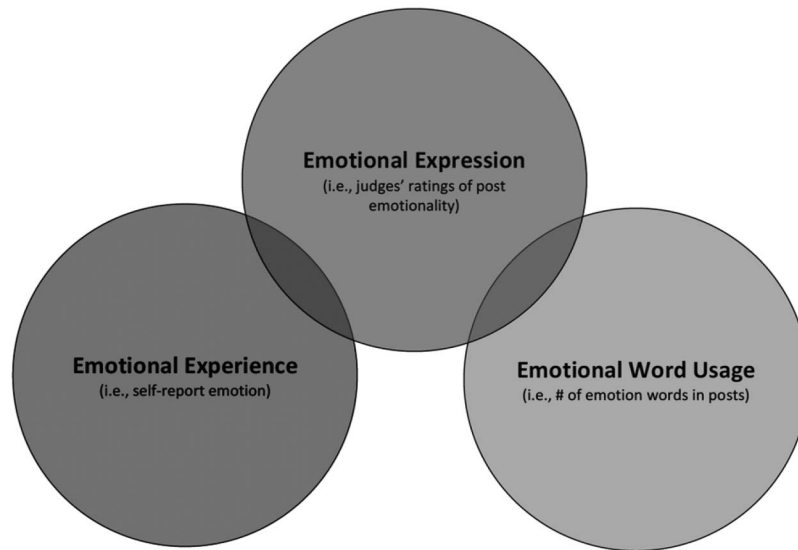 Emotional Expression
(i.e., judges' ratings of post
emotionality)
Emotional Experience
(i.e., self-report emotion)
Emotional Word Usage
(i.e., # of emotion words in posts)